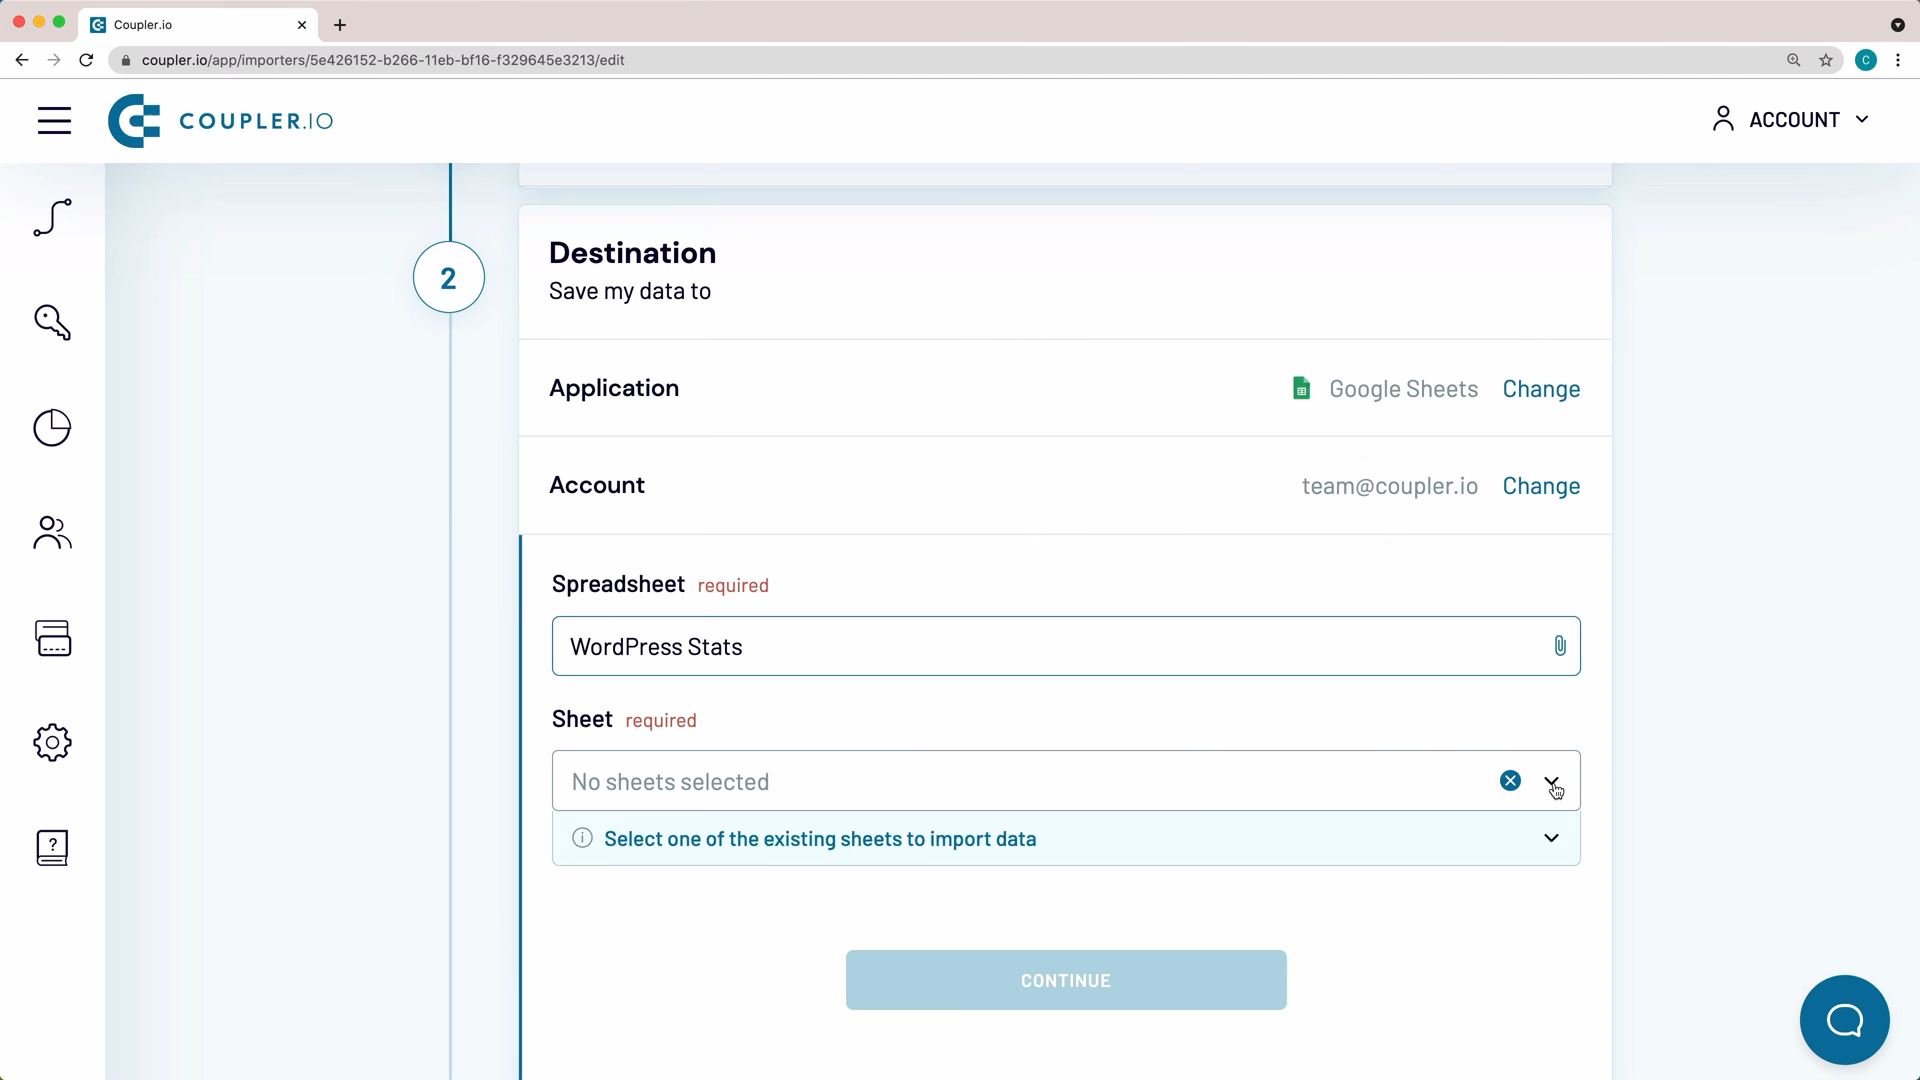 Coupler.io
coupler.io/app/importers/5e426152-b266-11eb-bf16-f329645e3213/edit
C
COUPLER.IO
ACCOUNT
2
Destination
Save my data to
Application
Google Sheets Change
Account
team@coupler.io Change
Spreadsheet required
WordPress Stats
Sheet required
No sheets selected
Select one of the existing sheets to import data
CONTINUE
?